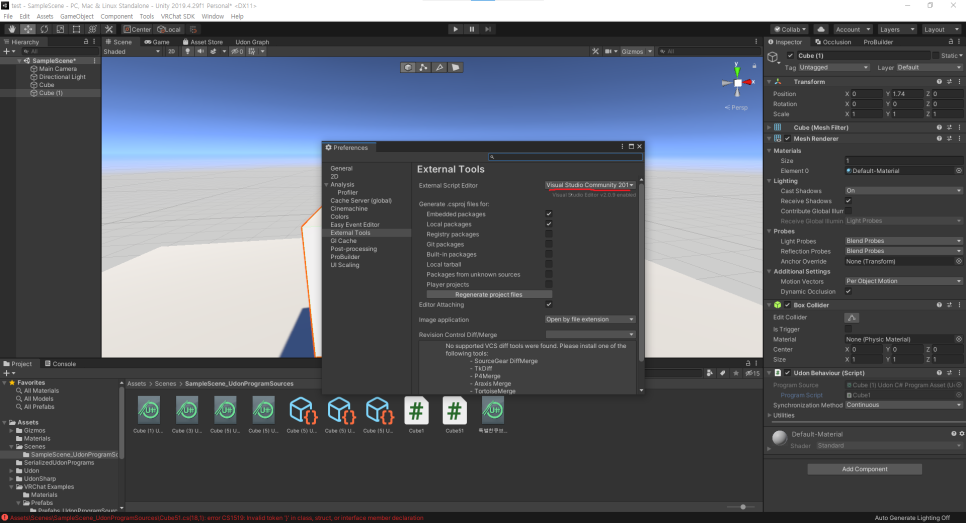 test - SampleScene - PC, Mac & Linux Standalone - Unity 2019.4.29f1 Personal* <DX11>
File Edit Assets GameObject Component Tools VRChat SDK Window Help
Center Local Collab Account Layers Layout
Hierarchy
All
SampleScene*
Main Camera
Directional Light
Cube
Cube (1)
Scene Game Asset Store Udon Graph
Shaded 2D Gizmos All
y
x
Persp
Preferences
General
2D
Analysis
Profiler
Cache Server (global)
Cinemachine
Colors
Easy Event Editor
External Tools
GI Cache
Post-processing
ProBuilder
UI Scaling
External Tools
External Script Editor Visual Studio Community 201
Visual Studio Editor v2.0.9 enabled
Generate .csproj files for:
Embedded packages
Local packages
Registry packages
Git packages
Built-in packages
Local tarball
Packages from unknown sources
Player projects
Regenerate project files
Editor Attaching
Image application Open by file extension
Revision Control Diff/Merge
No supported VCS diff tools were found. Please install one of the
following tools:
- SourceGear DiffMerge
- TkDiff
- P4Merge
- Araxis Merge
- TortoiseMerge
Inspector Occlusion ProBuilder
Cube (1) Static
Tag Untagged Layer Default
Transform
Position X 0 Y 1.74 Z 0
Rotation X 0 Y 0 Z 0
Scale X 1 Y 1 Z 1
Cube (Mesh Filter)
Mesh Renderer
Materials
Size 1
Element 0 Default-Material
Lighting
Cast Shadows On
Receive Shadows
Contribute Global Illum
Receive Global Illumin Light Probes
Probes
Light Probes Blend Probes
Reflection Probes Blend Probes
Anchor Override None (Transform)
Additional Settings
Motion Vectors Per Object Motion
Dynamic Occlusion
Box Collider
Edit Collider
Is Trigger
Material None (Physic Material)
Center X 0 Y 0 Z 0
Size X 1 Y 1 Z 1
Udon Behaviour (Script)
Program Source Cube (1) Udon C# Program Asset (U
Program Script Cube1
Synchronization Method Continuous
Utilities
Default-Material
Shader Standard
Add Component
Project Console
Favorites
All Materials
All Models
All Prefabs
Assets
Gizmos
Materials
Scenes
SampleScene_UdonProgramSc
SerializedUdonPrograms
Udon
UdonSharp
VRChat Examples
Materials
Prefabs
Prefabs_UdonProgramSourc
Assets > Scenes > SampleScene_UdonProgramSources
15
Cube (1) U... Cube (3) U... Cube (5) U... Cube (5) U... Cube (5) U... Cube (5) U... Cube (5) U... Cube1 Cube51
Assets\Scenes\SampleScene_UdonProgramSources\Cube51.cs(18,1): error CS1519: Invalid token '}' in class, struct, or interface member declaration
Auto Generate Lighting Off